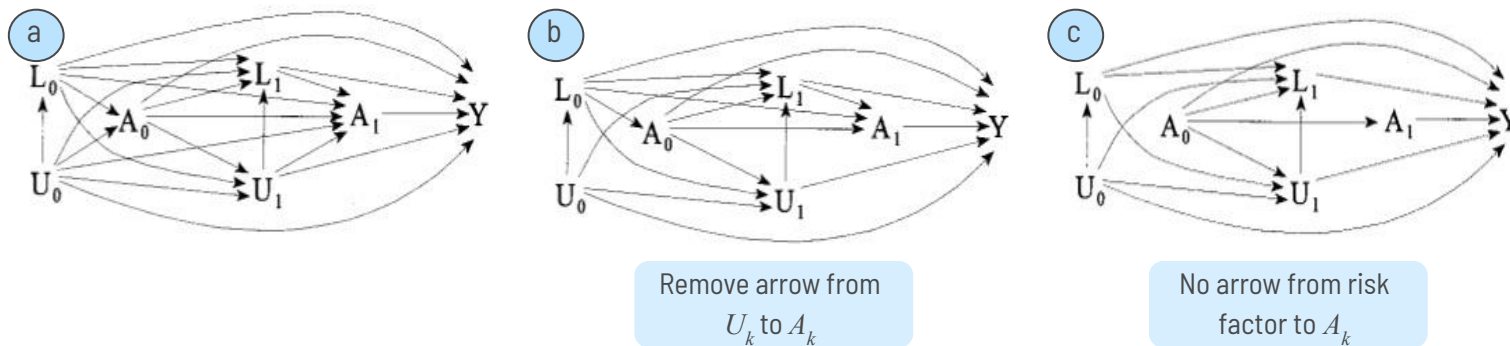 a
L₀
L₁
A₀
A₁
Y
U₀
U₁
b
L₀
L₁
A₀
A₁
Y
U₀
U₁
Remove arrow from
Uₖ to Aₖ
c
L₀
L₁
A₀
A₁
Y
U₀
U₁
No arrow from risk
factor to Aₖ